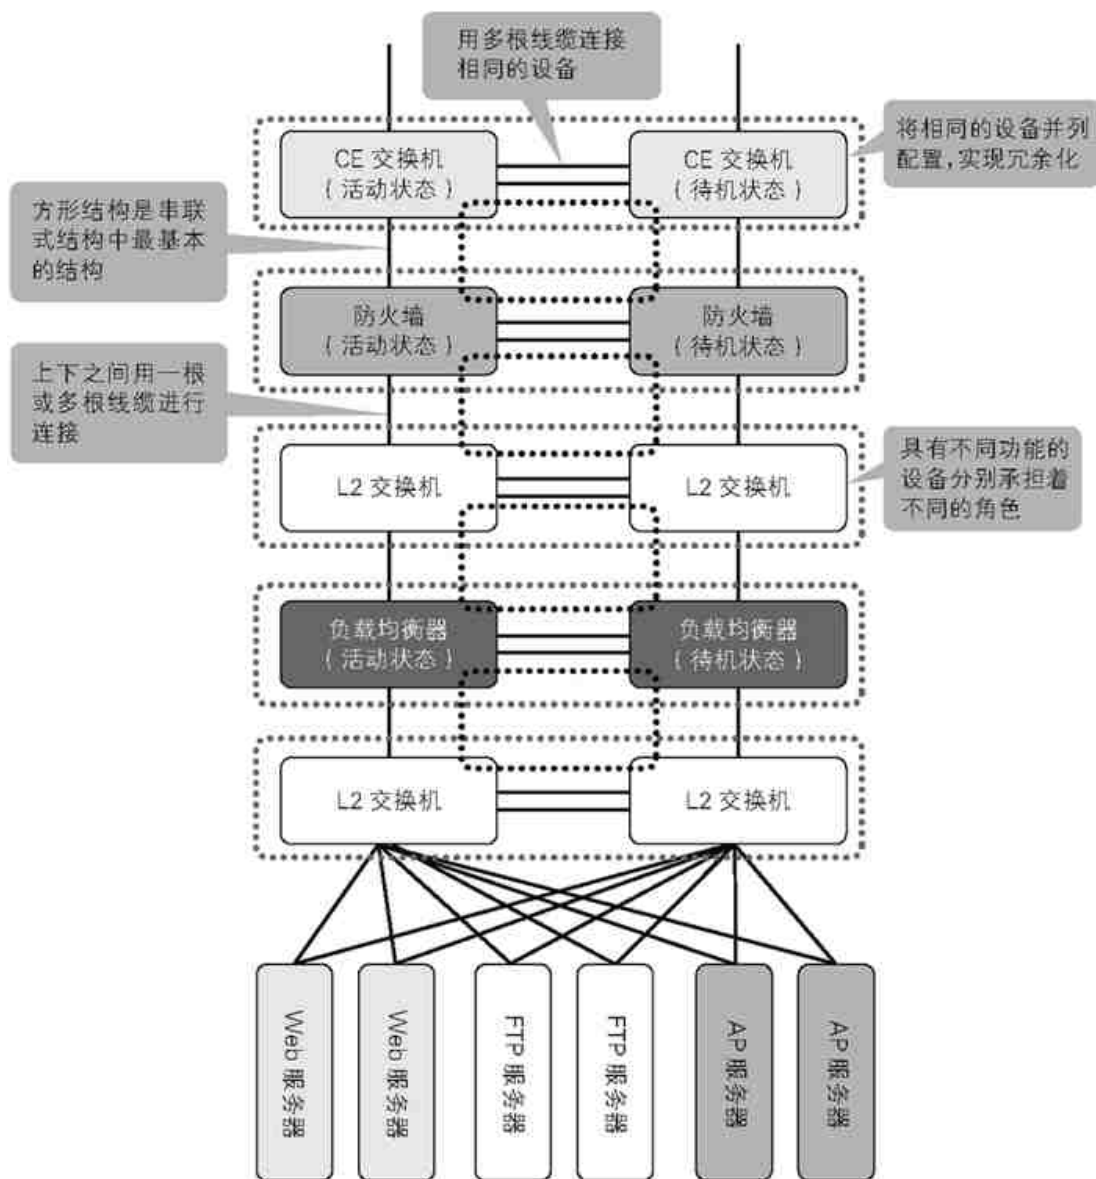 用多根线缆连接
相同的设备
CE 交换机
（活动状态）
CE 交换机
（待机状态）
将相同的设备并列
配置,实现冗余化
方形结构是串联
式结构中最基本
的结构
防火墙
（活动状态）
防火墙
（待机状态）
上下之间用一根
或多根线缆进行
连接
L2 交换机
L2 交换机
具有不同功能的
设备分别承担着
不同的角色
负载均衡器
（活动状态）
负载均衡器
（待机状态）
L2 交换机
L2 交换机
Web 服务器
Web 服务器
FTP 服务器
FTP 服务器
AP 服务器
AP 服务器